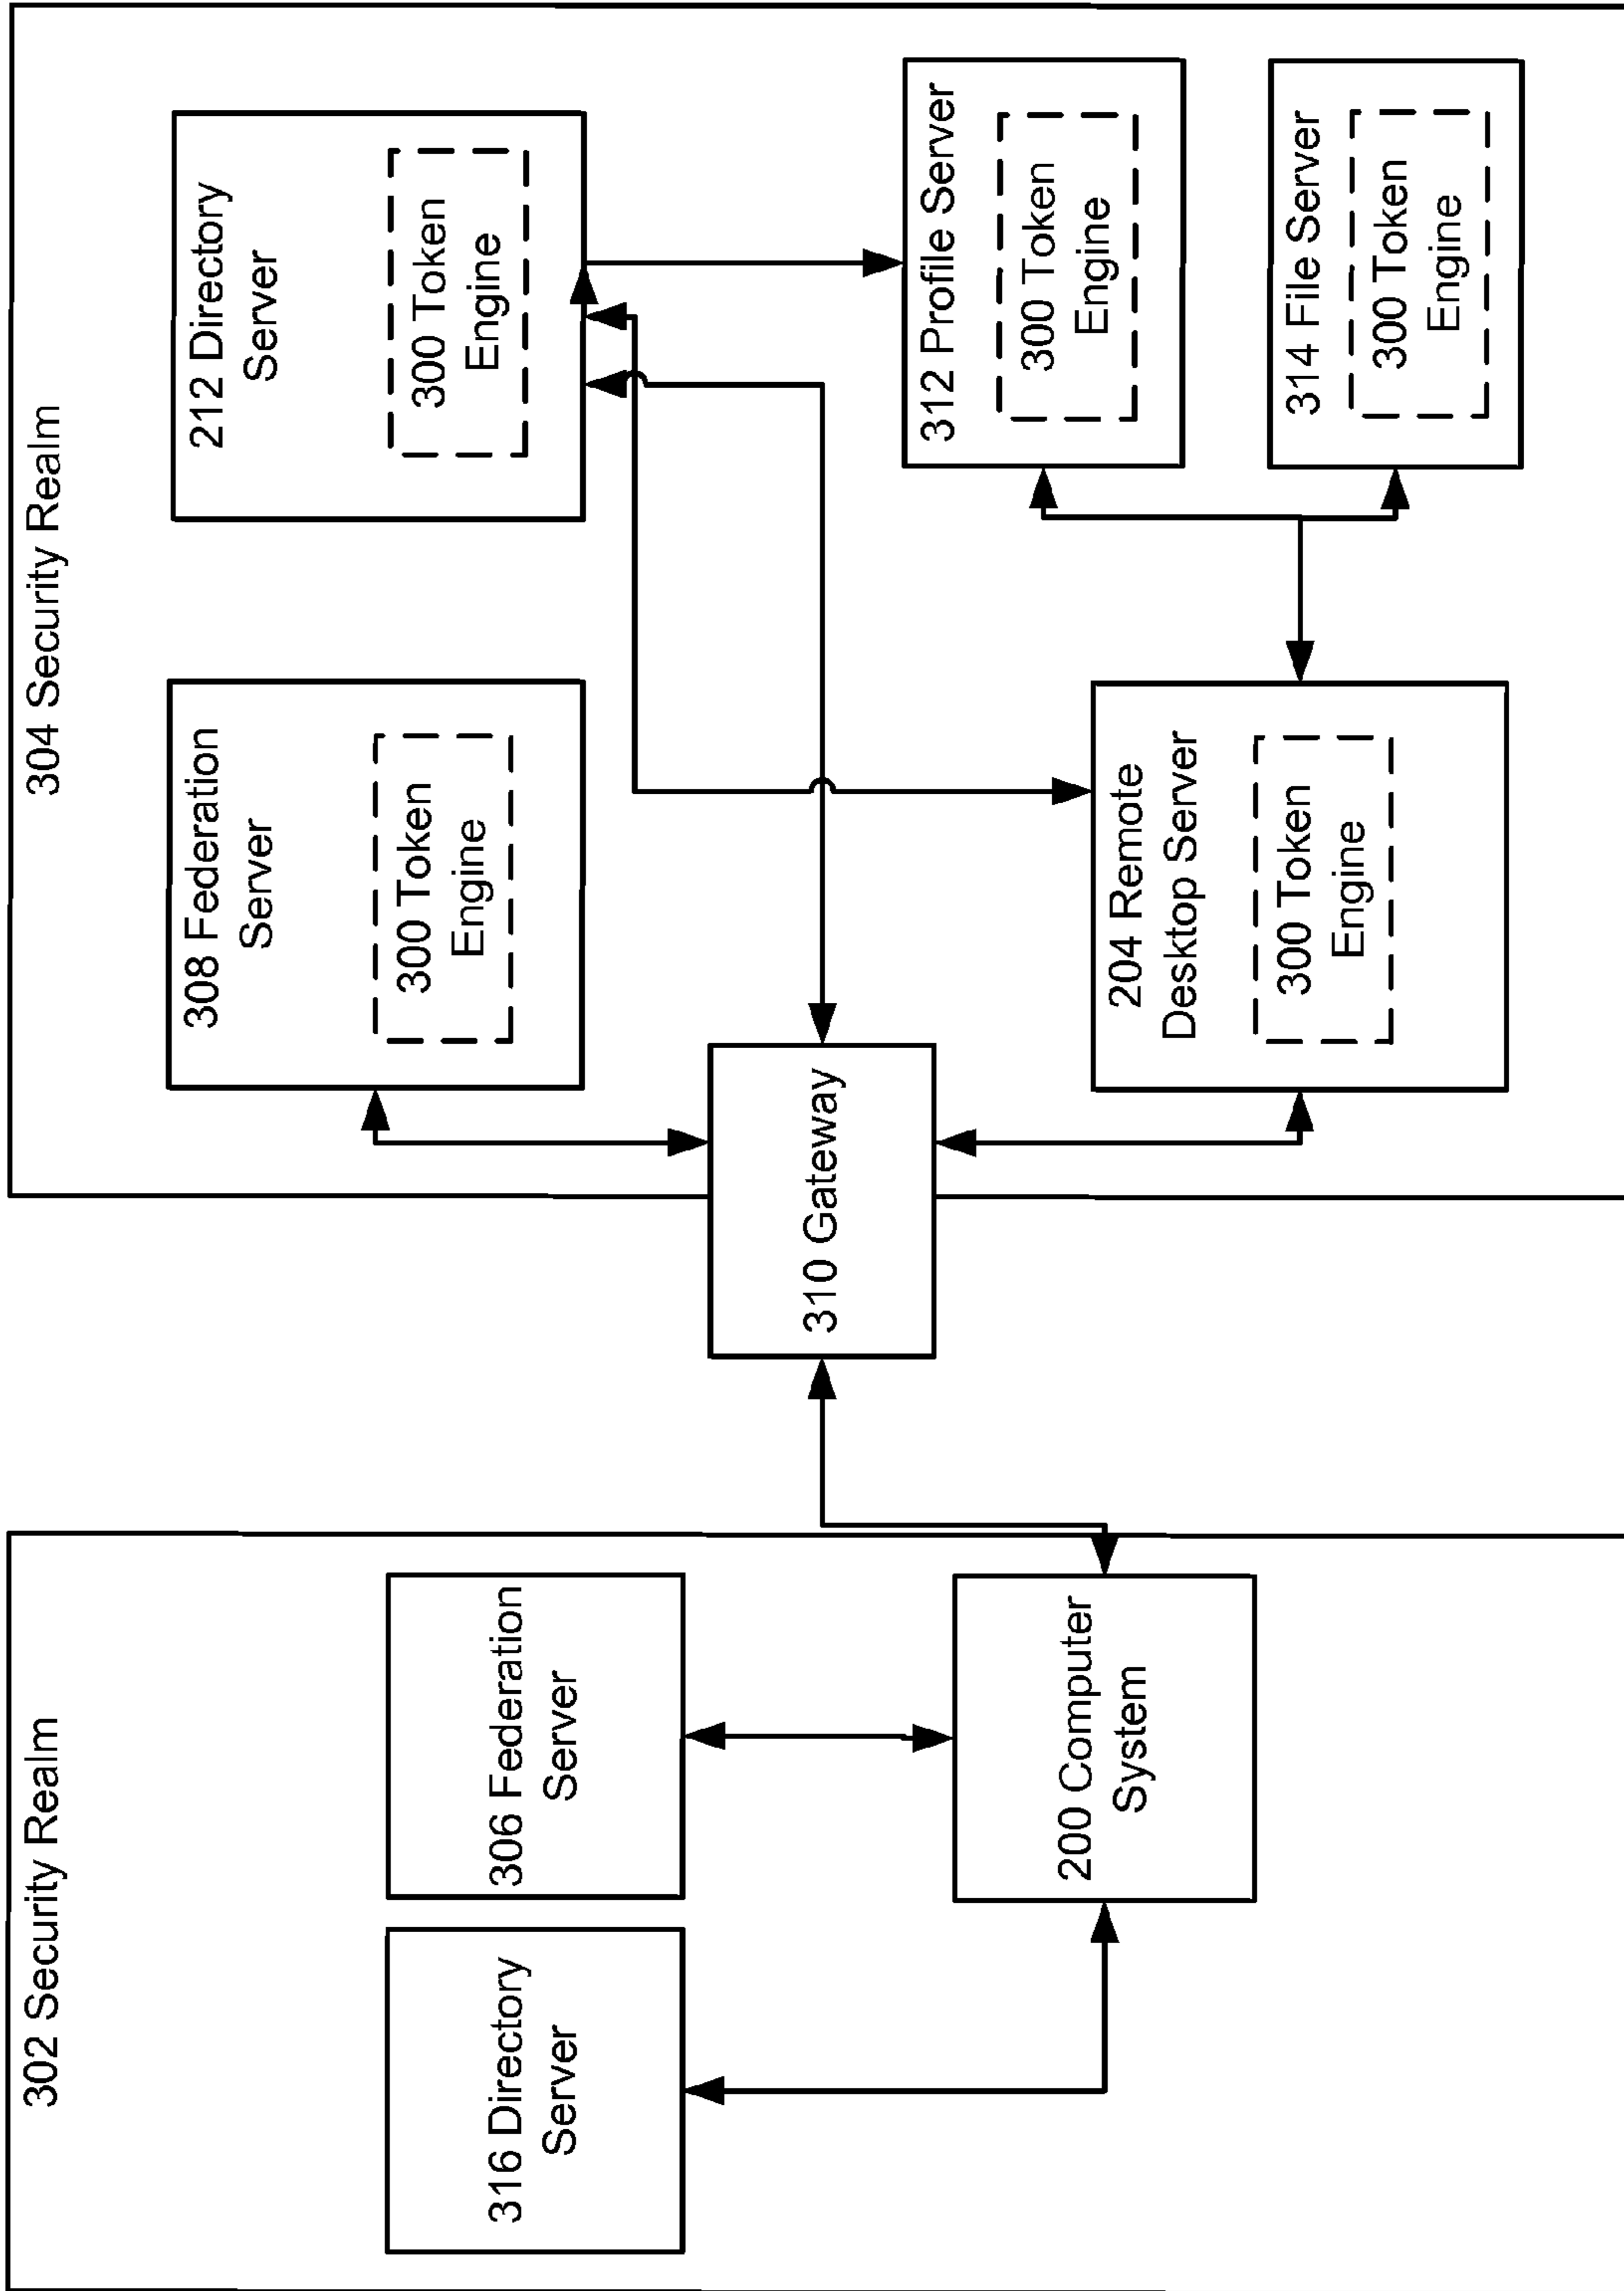 302 Security Realm
316 Directory
Server
306 Federation
Server
200 Computer
System
310 Gateway
304 Security Realm
308 Federation
Server
300 Token
Engine
212 Directory
Server
300 Token
Engine
204 Remote
Desktop Server
300 Token
Engine
312 Profile Server
300 Token
Engine
314 File Server
300 Token
Engine